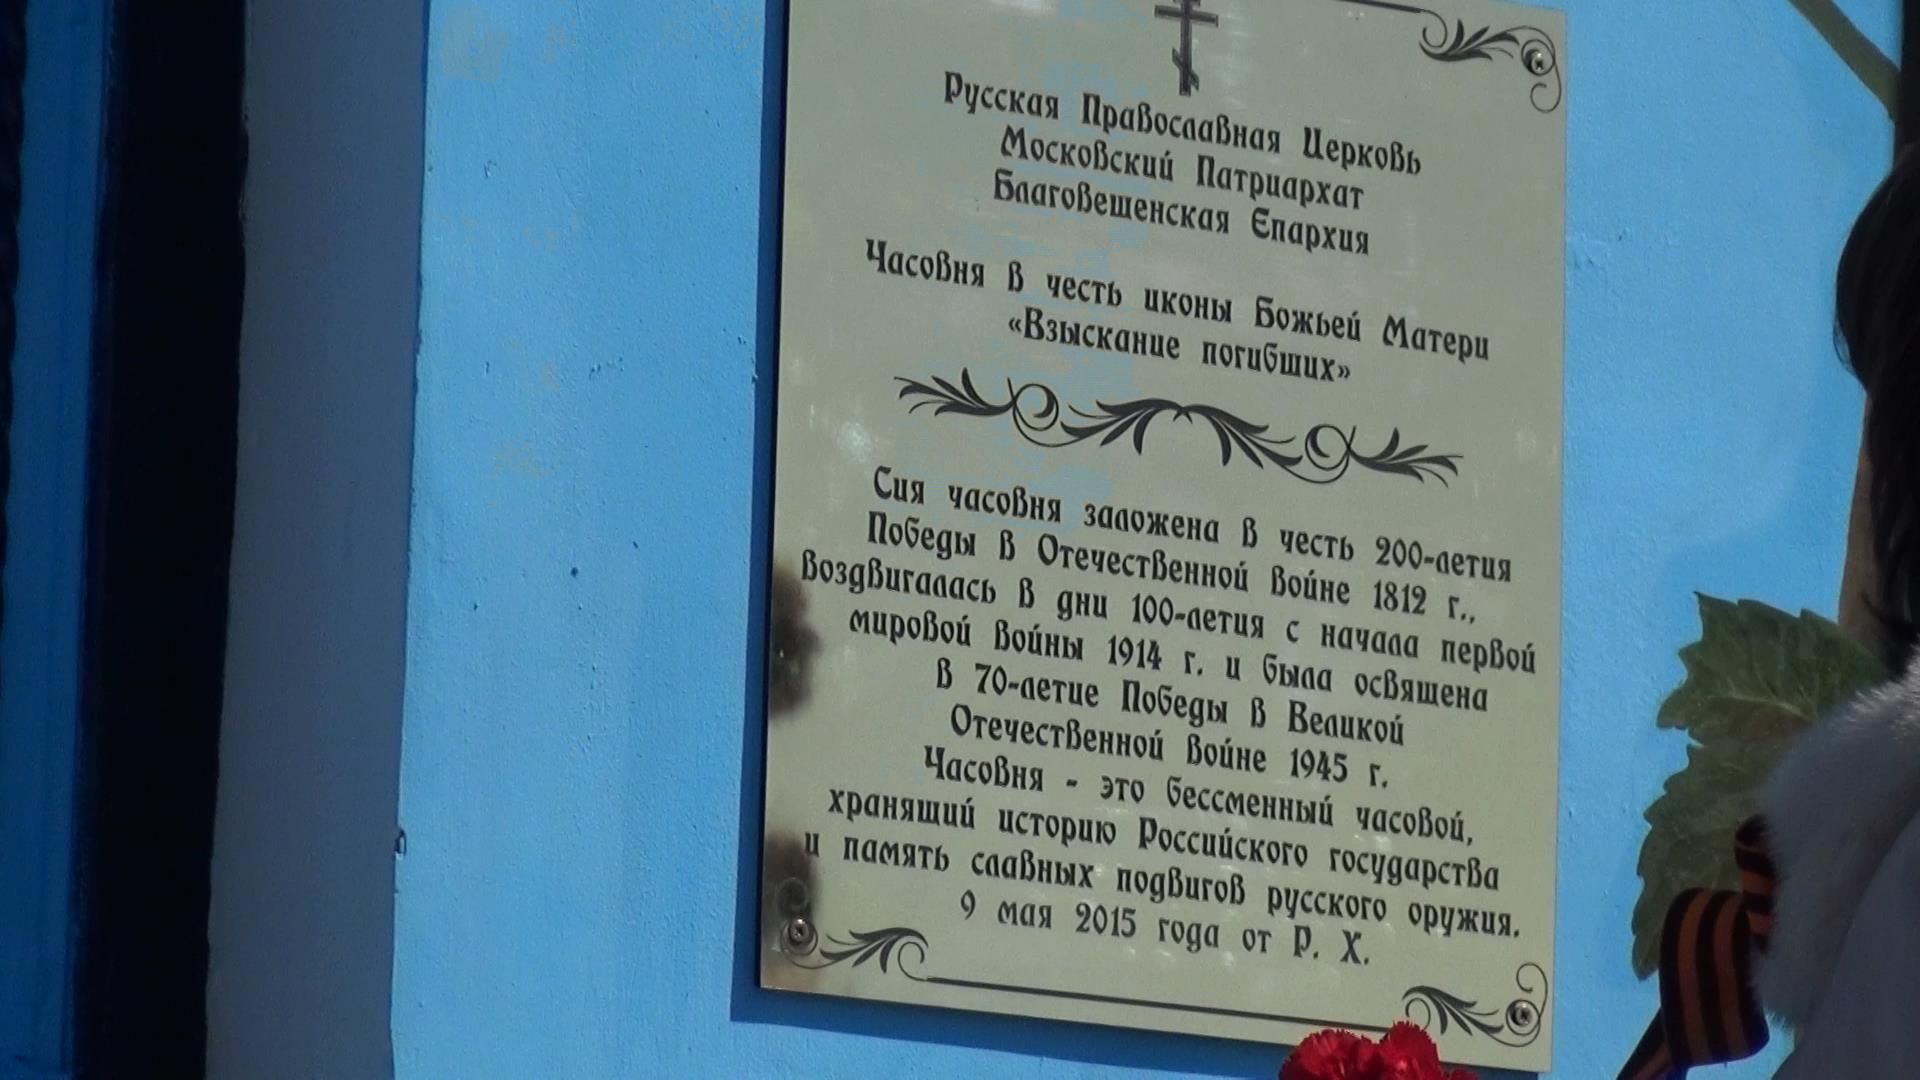 Русская Православная Церковь
Московский Патриархат
Благовещенская Епархия
Часовня в честь иконы Божьей Матери
«Взыскание погибших»
Сия часовня заложена в честь 200-летия
Победы в Отечественной войне 1812 г.,
воздвигалась в дни 100-летия с начала первой
мировой войны 1914 г. и была освящена
в 70-летие Победы в Великой
Отечественной войне 1945 г.
Часовня - это бессменный часовой,
хранящий историю Российского государства
и память славных подвигов русского оружия.
9 мая 2015 года от Р. Х.